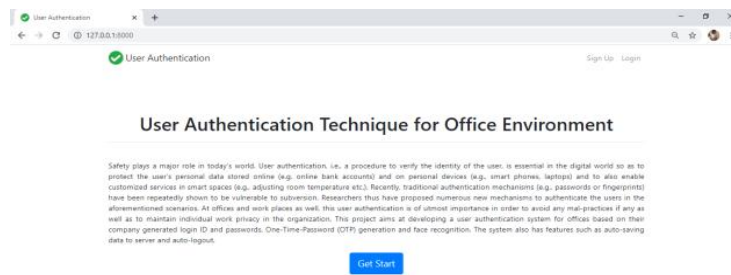 User Authentication
127.0.0.1:8000
User Authentication Sign Up Login
User Authentication Technique for Office Environment
Safety plays a major role in today's world. User authentication, i.e., a procedure to verify the identity of the user, is essential in the digital world so as to
protect the user's personal data stored online (e.g. online bank accounts) and on personal devices (e.g., smart phones, laptops) and to also enable
customized services in smart spaces (e.g., adjusting room temperature etc.). Recently, traditional authentication mechanisms (e.g., passwords or fingerprints)
have been repeatedly shown to be vulnerable to subversion. Researchers thus have proposed numerous new mechanisms to authenticate the users in the
aforementioned scenarios. At offices and work places as well, this user authentication is of utmost importance in order to avoid any mal-practices if any as
well as to maintain individual work privacy in the organization. This project aims at developing a user authentication system for offices based on their
company generated login ID and passwords, One-Time-Password (OTP) generation and face recognition. The system also has features such as auto-saving
data to server and auto-logout.
Get Start